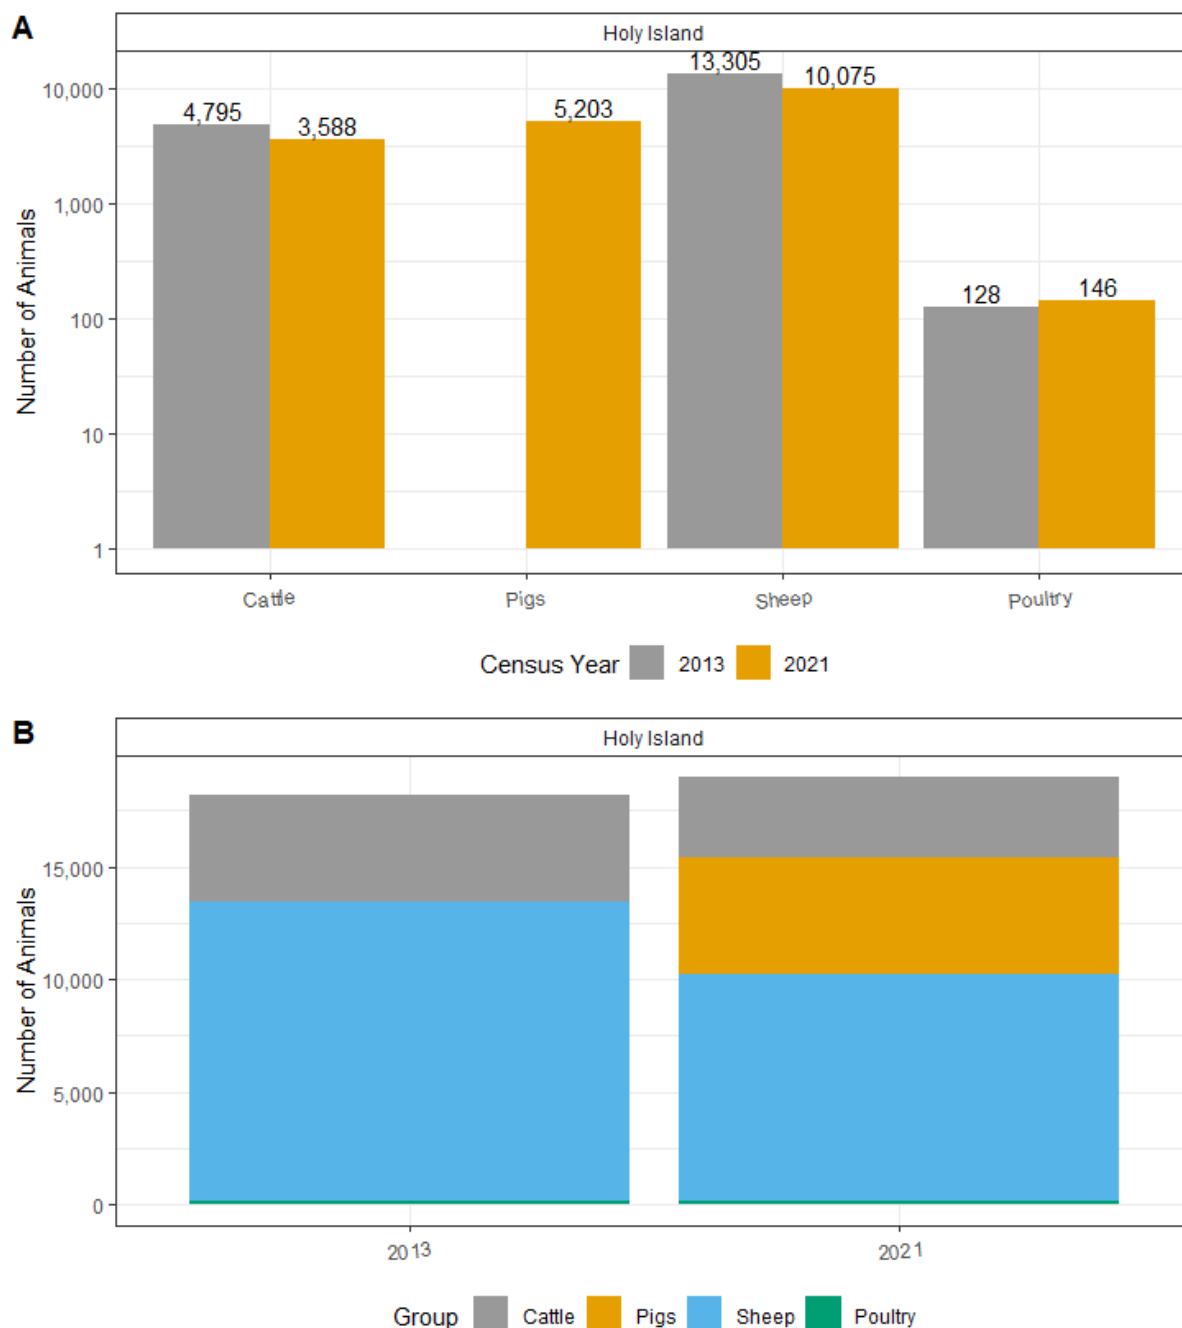 A
Holy Island
Number of Animals
10,000
1,000
100
10
1
4,795
3,588
5,203
13,305
10,075
128
146
Cattle Pigs Sheep Poultry
Census Year 2013 2021
B
Holy Island
Number of Animals
15,000
10,000
5,000
0
2013 2021
Group Cattle Pigs Sheep Poultry